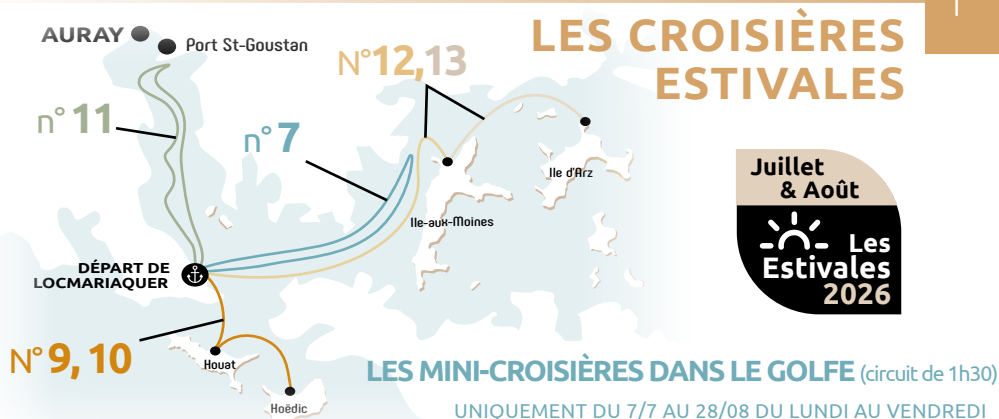 LES CROISIÈRES
ESTIVALES
AURAY
Port St-Goustan
N°12,13
n° 11
n° 7
Ile d'Arz
Ile-aux-Moines
Juillet
& Août
Les
Estivales
2026
DÉPART DE
LOCMARIAQUER
N° 9, 10
Houat
Hoëdic
LES MINI-CROISIÈRES DANS LE GOLFE (circuit de 1h30)
UNIQUEMENT DU 7/7 AU 28/08 DU LUNDI AU VENDREDI